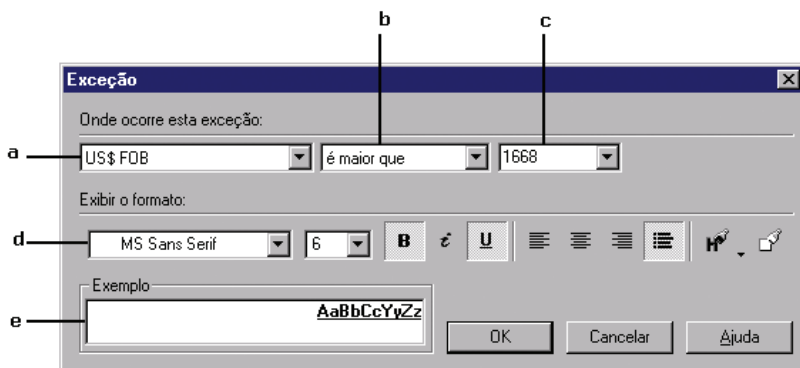 b c
Exceção
Onde ocorre esta exceção:
a US$ FOB é maior que 1668
Exibir o formato:
d MS Sans Serif 6 B i U H
Exemplo
e AaBbCcYyZz
OK Cancelar Ajuda